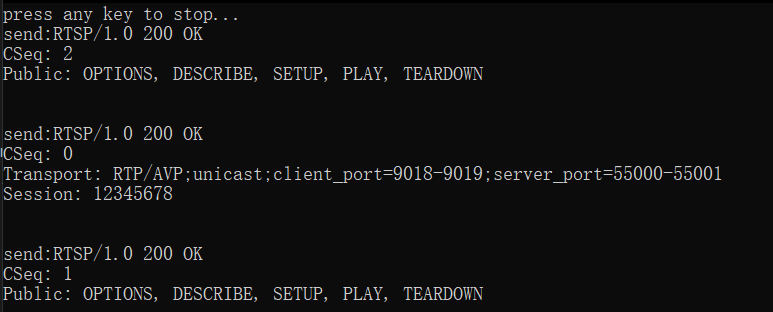 press any key to stop...
send:RTSP/1.0 200 OK
CSeq: 2
Public: OPTIONS, DESCRIBE, SETUP, PLAY, TEARDOWN
send:RTSP/1.0 200 OK
CSeq: 0
Transport: RTP/AVP;unicast;client_port=9018-9019;server_port=55000-55001
Session: 12345678
send:RTSP/1.0 200 OK
CSeq: 1
Public: OPTIONS, DESCRIBE, SETUP, PLAY, TEARDOWN